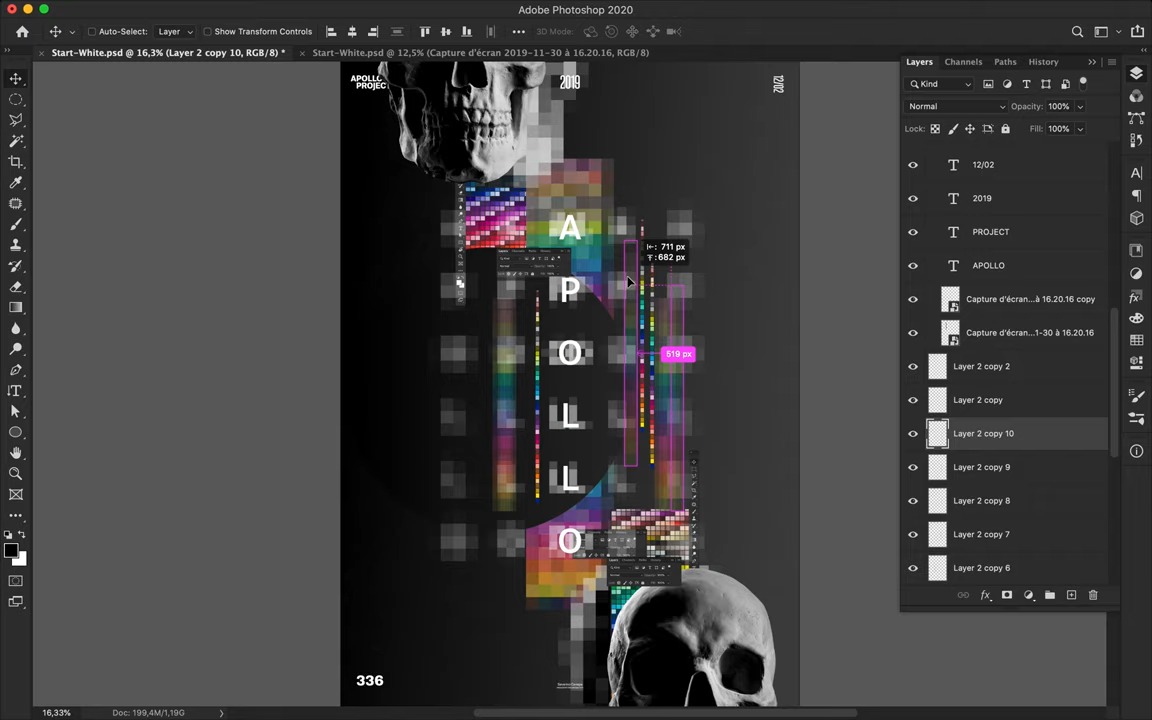 Adobe Photoshop 2020
Auto-Select: Layer Show Transform Controls 3D Mode:
Start-White.psd @ 16,3% (Layer 2 copy 10, RGB/8) *
Start-White.psd @ 12,5% (Capture d'écran 2019-11-30 à 16.20.16, RGB/8)
APOLLO
PROJECT
2019
12/02
A
P
O
L
L
O
711 px
682 px
519 px
336
Layers Channels Paths History
Kind
Normal Opacity: 100%
Lock: Fill: 100%
12/02
2019
PROJECT
APOLLO
Capture d'écran...à 16.20.16 copy
Capture d'écran...1-30 à 16.20.16
Layer 2 copy 2
Layer 2 copy
Layer 2 copy 10
Layer 2 copy 9
Layer 2 copy 8
Layer 2 copy 7
Layer 2 copy 6
16,33% Doc: 199,4M/1,19G